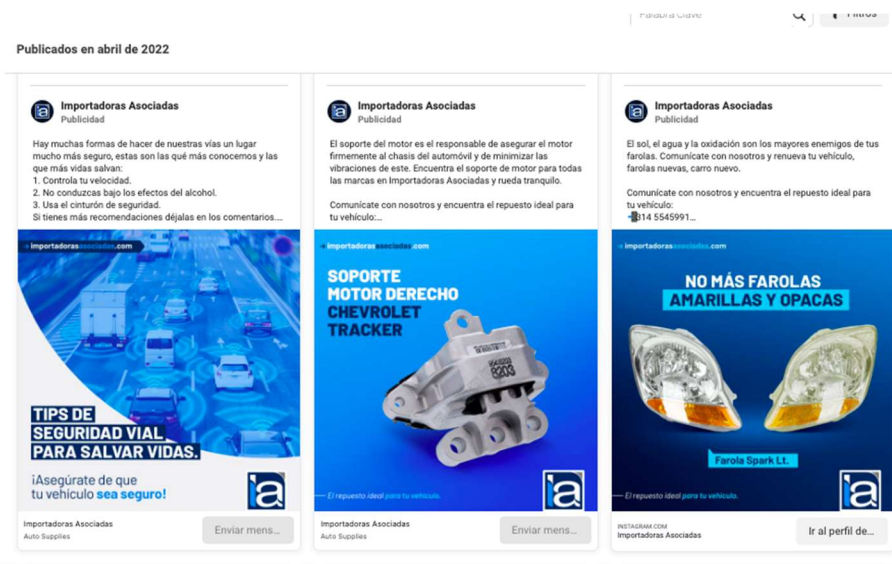 Palabra Clave
Filtros
Publicados en abril de 2022
Importadoras Asociadas
Publicidad
Hay muchas formas de hacer de nuestras vías un lugar
mucho más seguro, estas son las qué más conocemos y las
que más vidas salvan:
1. Controla tu velocidad.
2. No conduzcas bajo los efectos del alcohol.
3. Usa el cinturón de seguridad.
Si tienes más recomendaciones déjalas en los comentarios....
importadorasasociadas.com
TIPS DE
SEGURIDAD VIAL
PARA SALVAR VIDAS.
¡Asegúrate de que
tu vehículo sea seguro!
ia
Importadoras Asociadas
Auto Supplies
Enviar mens...
Importadoras Asociadas
Publicidad
El soporte del motor es el responsable de asegurar el motor
firmemente al chasis del automóvil y de minimizar las
vibraciones de este. Encuentra el soporte de motor para todas
las marcas en Importadoras Asociadas y rueda tranquilo.
Comunícate con nosotros y encuentra el repuesto ideal para
tu vehículo:...
importadorasasociadas.com
SOPORTE
MOTOR DERECHO
CHEVROLET
TRACKER
8203
El repuesto ideal para tu vehículo.
ia
Importadoras Asociadas
Auto Supplies
Enviar mens...
Importadoras Asociadas
Publicidad
El sol, el agua y la oxidación son los mayores enemigos de tus
farolas. Comunícate con nosotros y renueva tu vehículo,
farolas nuevas, carro nuevo.
Comunícate con nosotros y encuentra el repuesto ideal para
tu vehículo:
314 5545991...
importadorasasociadas.com
NO MÁS FAROLAS
AMARILLAS Y OPACAS
Farola Spark Lt.
El repuesto ideal para tu vehículo.
ia
INSTAGRAM.COM
Importadoras Asociadas
Ir al perfil de...